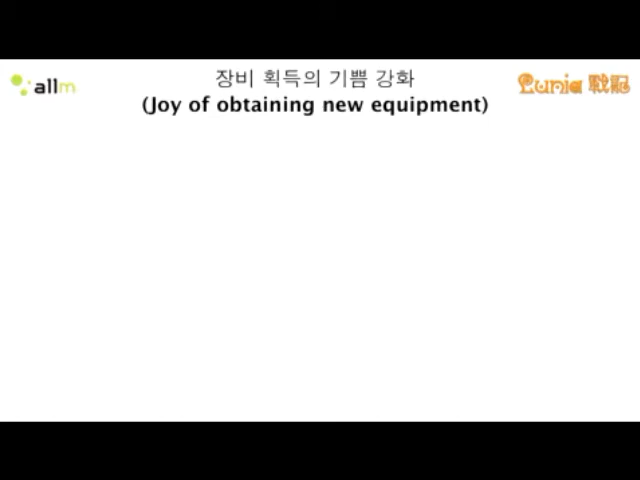 allm
장비 획득의 기쁨 강화
(Joy of obtaining new equipment)
Lunia 戰記